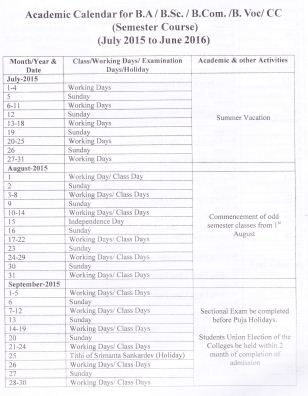 Academic Calendar for B.A / B.Sc. / B.Com. /B. Voc/ CC
(Semester Course)
(July 2015 to June 2016)
Month/Year & Date
Class/Working Days/ Examination Days/Holiday
Academic & other Activities
July-2015
1-4 Working Days
5 Sunday
6-11 Working Days
12 Sunday
13-18 Working Days
19 Sunday
20-25 Working Days
26 Sunday
27-31 Working Days
Summer Vacation
August-2015
1 Working Day/ Class Day
2 Sunday
3-8 Working Days/ Class Days
9 Sunday
10-14 Working Days/ Class Days
15 Independence Day
16 Sunday
17-22 Working Days/ Class Days
23 Sunday
24-29 Working Days/ Class Days
30 Sunday
31 Working Days/ Class Days
Commencement of odd
semester classes from 1st
August
September-2015
1-5 Working Days/ Class Days
6 Sunday
7-12 Working Days/ Class Days
13 Sunday
14-19 Working Days/ Class Days
20 Sunday
21-24 Working Days/ Class Days
25 Tithi of Srimanta Sankardev (Holiday)
26 Working Days/ Class Days
27 Sunday
28-30 Working Days/ Class Days
Sectional Exam be completed
before Puja Holidays.
Students Union Election of the
Colleges be held within 2
month of completion of
admission